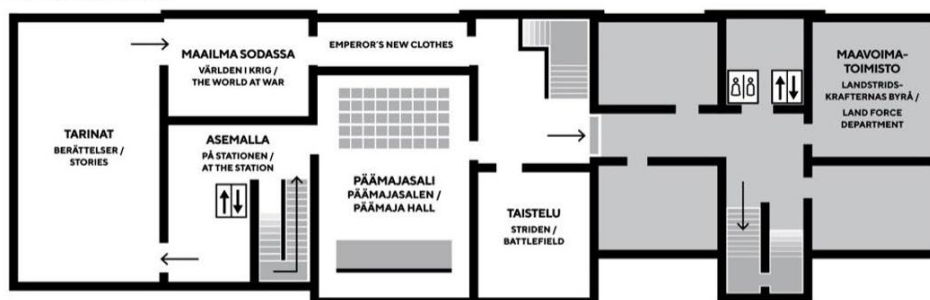 TARINAT
BERÄTTELSER /
STORIES
MAAILMA SODASSA
VÄRLDEN I KRIG /
THE WORLD AT WAR
EMPEROR'S NEW CLOTHES
ASEMALLA
PÅ STATIONEN /
AT THE STATION
PÄÄMAJASALI
PÄÄMAJASALEN /
PÄÄMAJA HALL
TAISTELU
STRIDEN /
BATTLEFIELD
MAAVOIMA-
TOIMISTO
LANDSTRIDS-
KRAFTERNAS BYRÅ /
LAND FORCE
DEPARTMENT